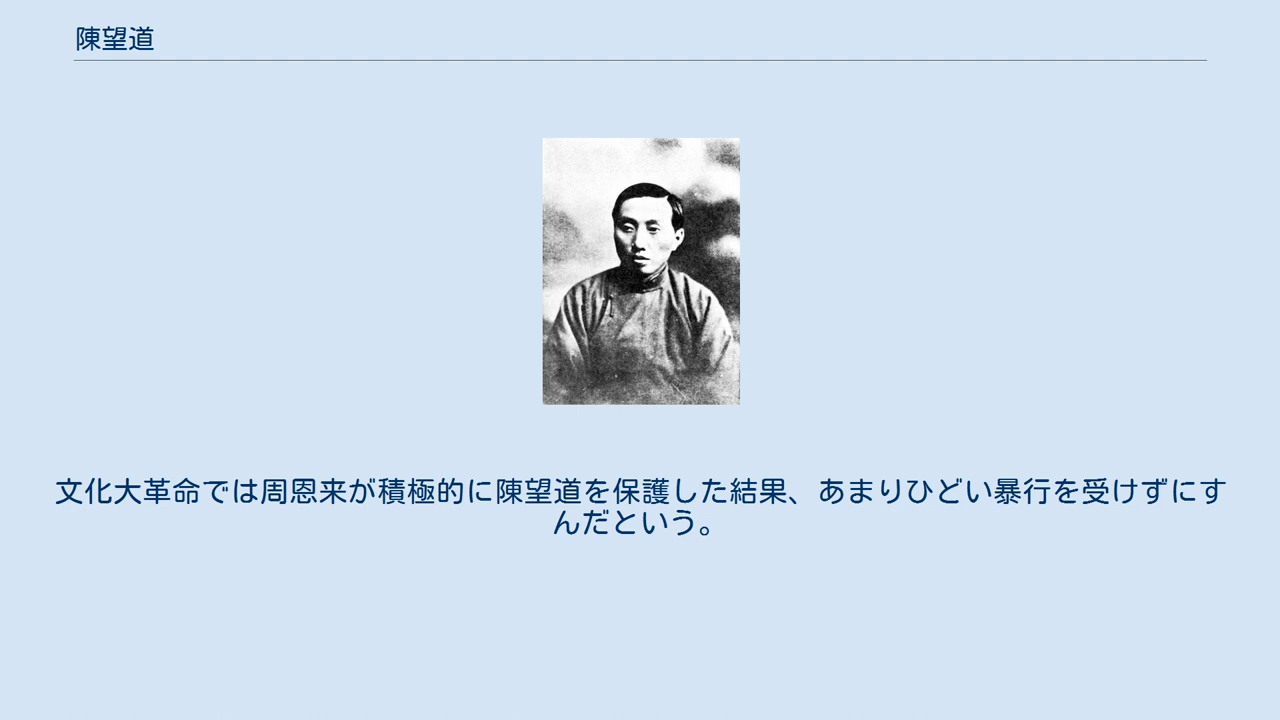 陳望道
文化大革命では周恩来が積極的に陳望道を保護した結果、あまりひどい暴行を受けずにす
んだという。